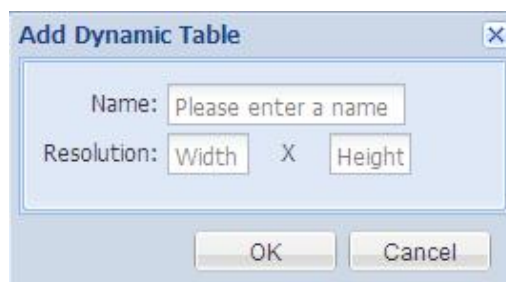 Add Dynamic Table
Name: Please enter a name
Resolution: Width X Height
OK Cancel